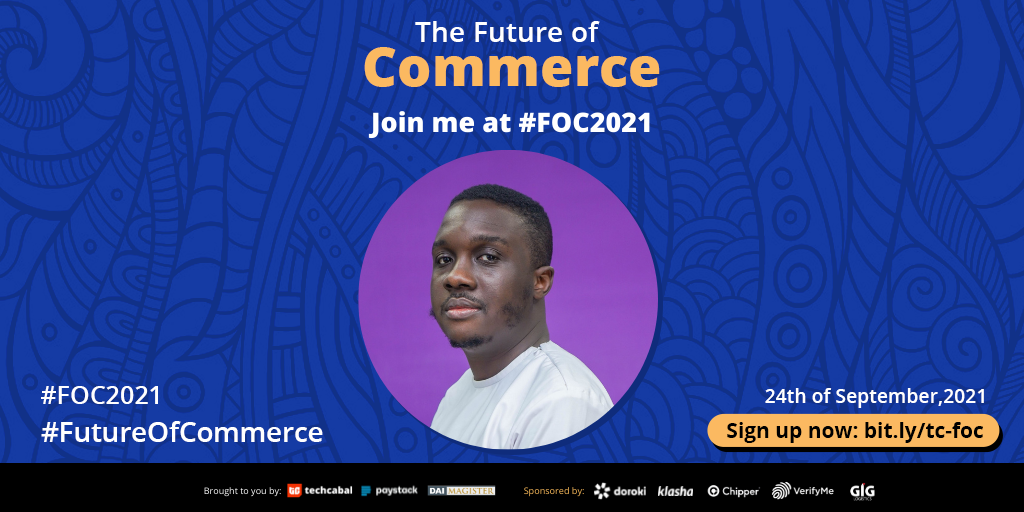 The Future of
Commerce
Join me at #FOC2021
#FOC2021
#FutureOfCommerce
24th of September,2021
Sign up now: bit.ly/tc-foc
Brought to you by: techcabal paystack DAI MAGISTER Sponsored by: doroki klasha Chipper VerifyMe GIG
LOGISTICS